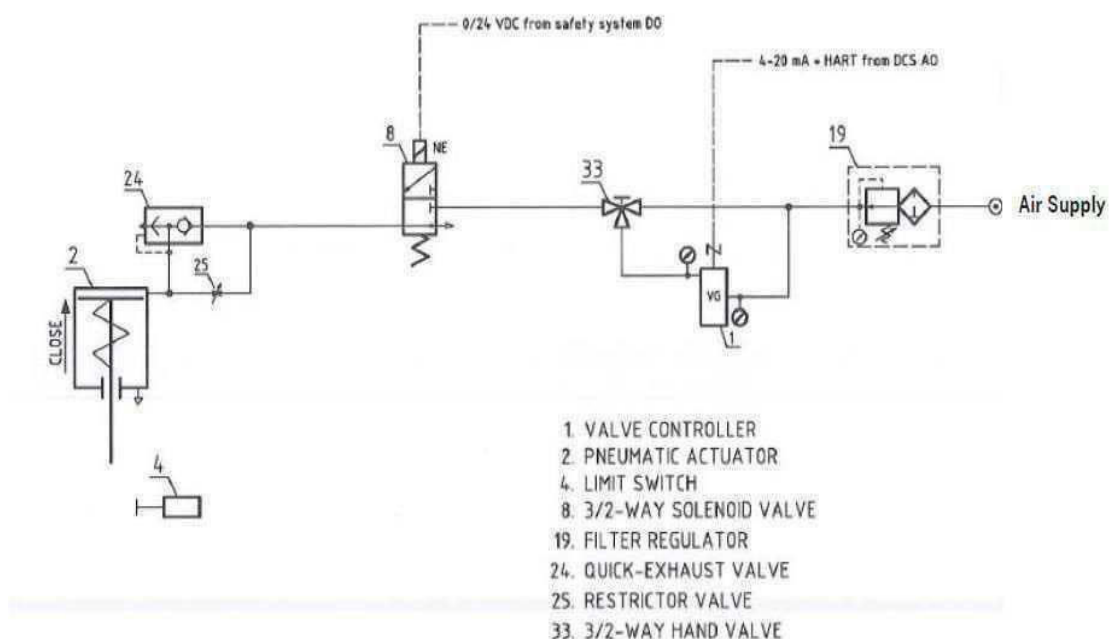 0/24 VDC from safety system DO
4-20 mA + HART from DCS AO
8
NE
19
33
24
Air Supply
2
25
VG
CLOSE
1
4
1. VALVE CONTROLLER
2. PNEUMATIC ACTUATOR
4. LIMIT SWITCH
8. 3/2-WAY SOLENOID VALVE
19. FILTER REGULATOR
24. QUICK-EXHAUST VALVE
25. RESTRICTOR VALVE
33. 3/2-WAY HAND VALVE